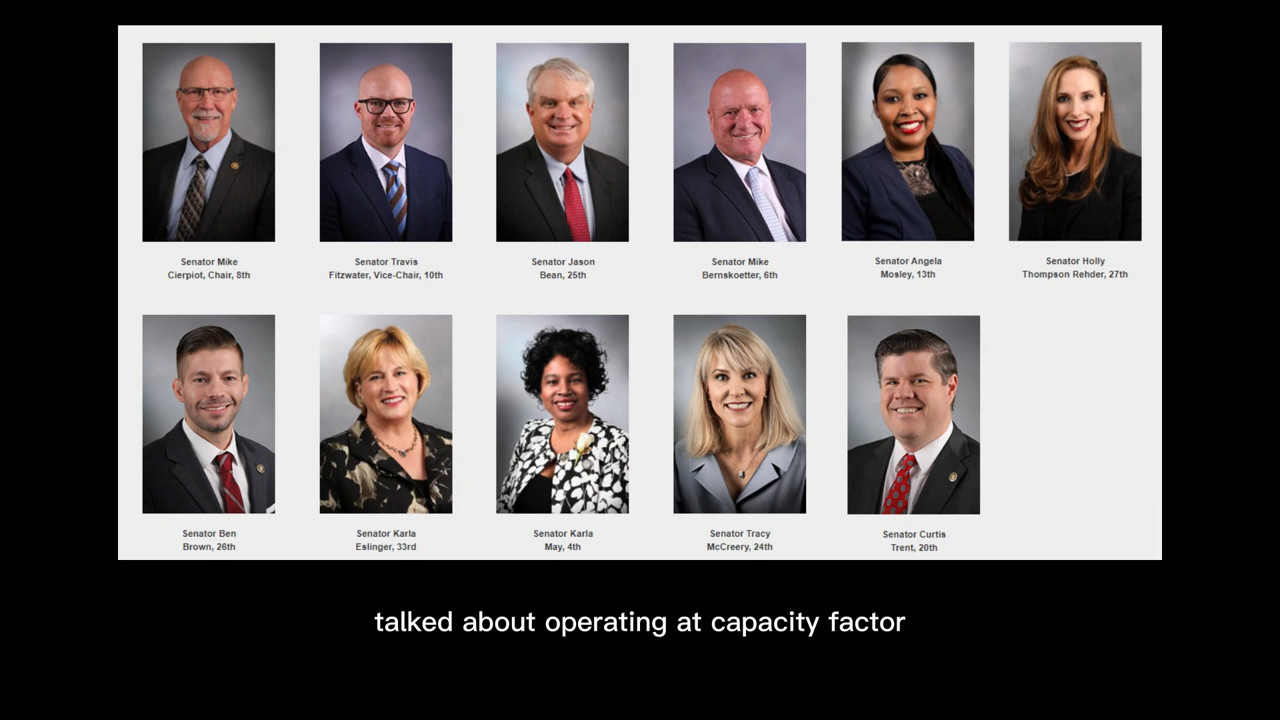 Senator Mike
Cierpiot, Chair, 8th
Senator Travis
Fitzwater, Vice-Chair, 10th
Senator Jason
Bean, 25th
Senator Mike
Bernskoetter, 6th
Senator Angela
Mosley, 13th
Senator Holly
Thompson Rehder, 27th
Senator Ben
Brown, 26th
Senator Karla
Eslinger, 33rd
Senator Karla
May, 4th
Senator Tracy
McCreery, 24th
Senator Curtis
Trent, 20th
talked about operating at capacity factor